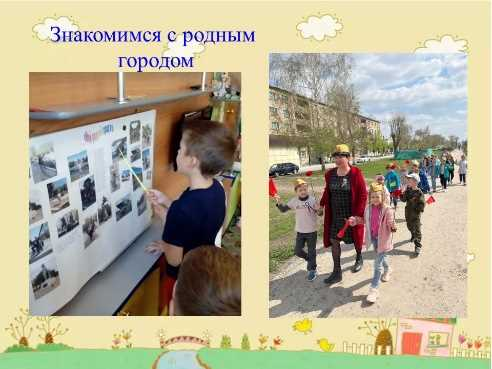 Знакомимся с родным
городом